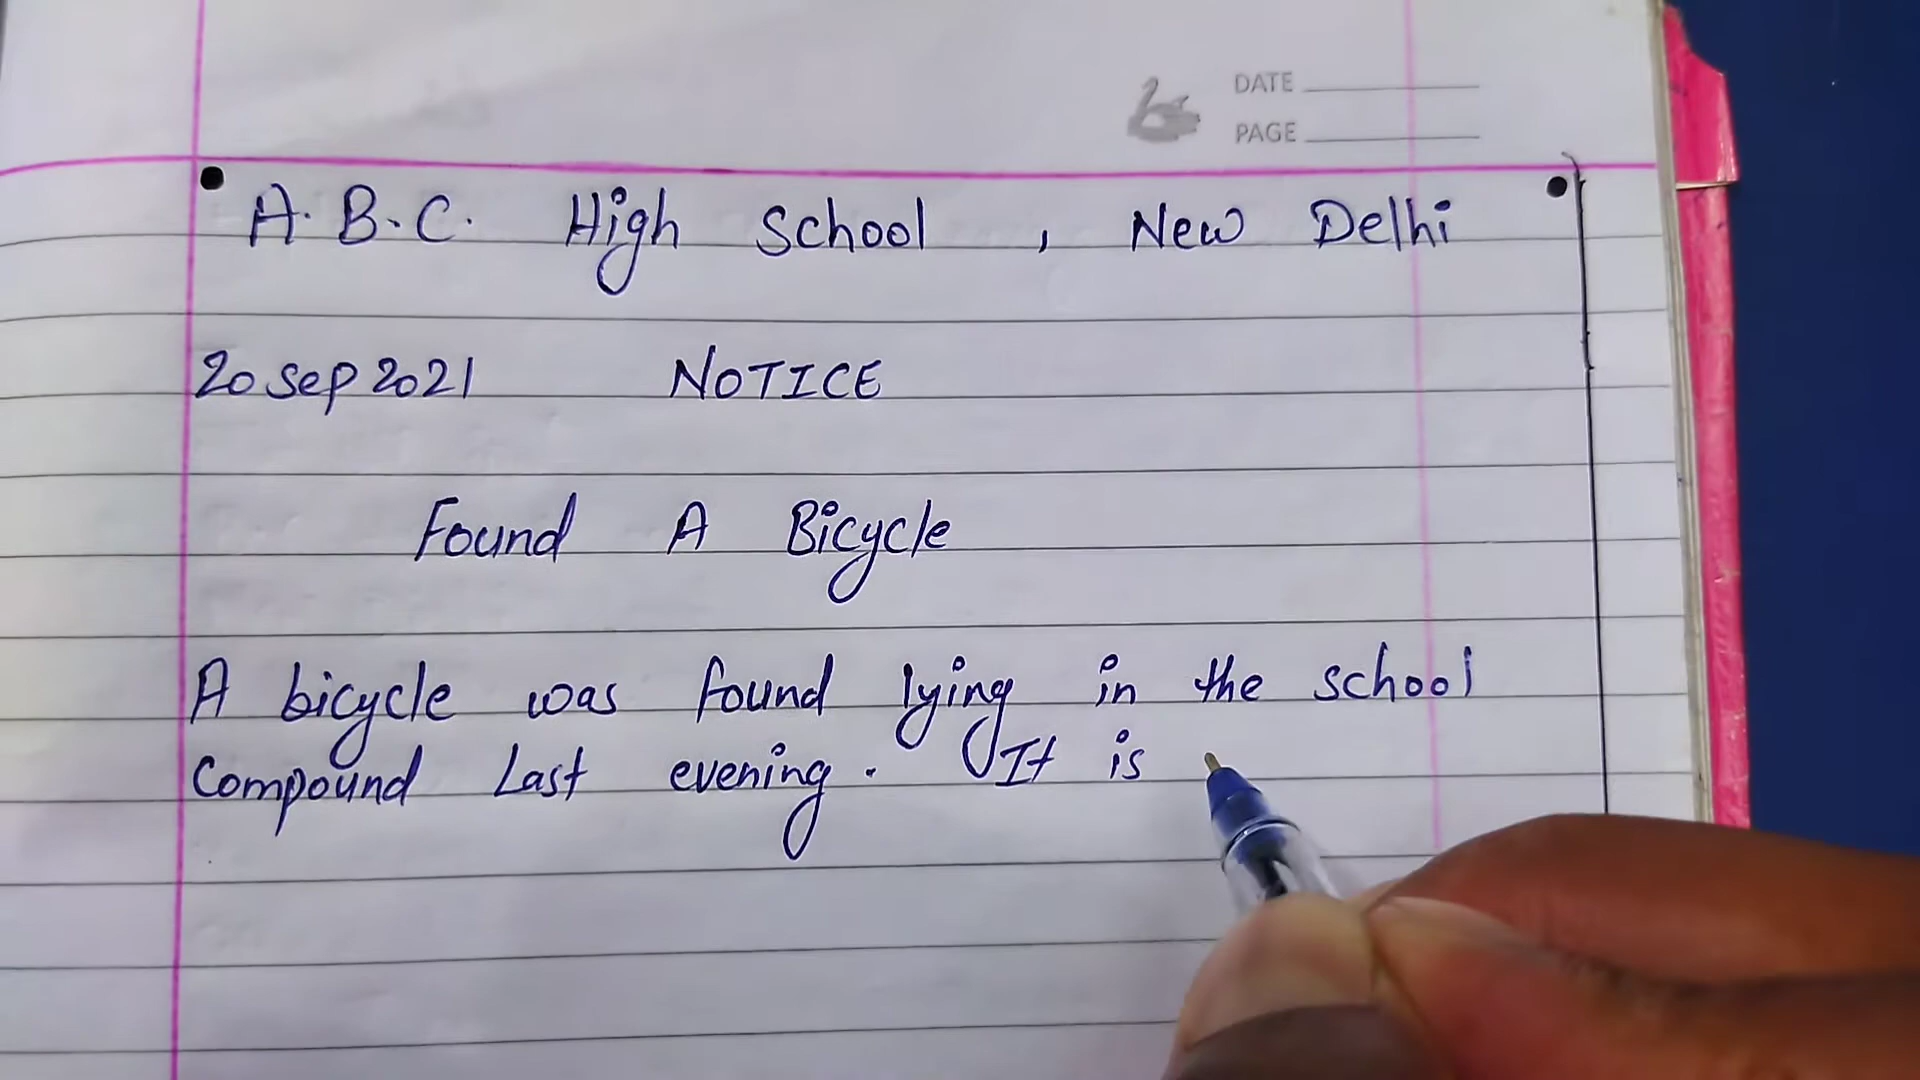 DATE
PAGE
A. B. C. High School, New Delhi
20 Sep 2021 NOTICE
Found A Bicycle
A bicycle was found lying in the school
Compound Last evening. It is